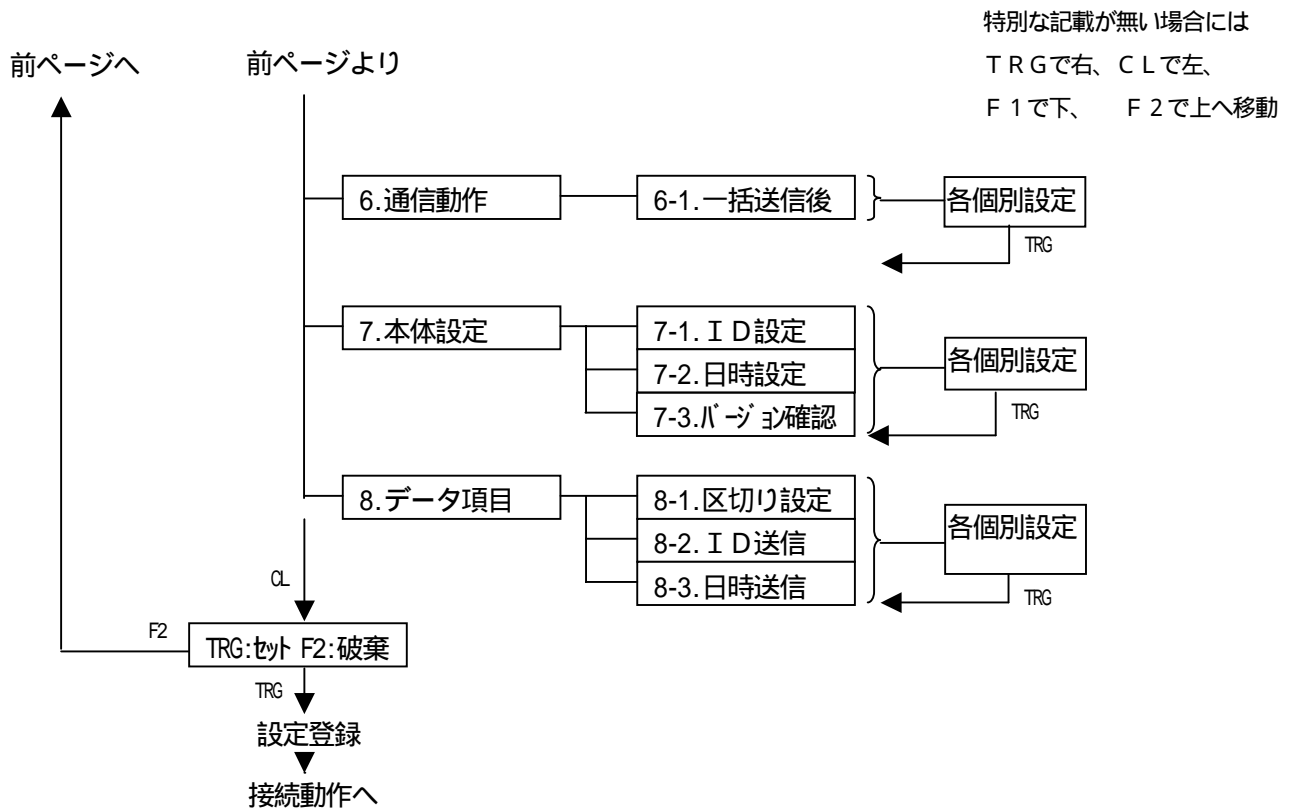 特別な記載が無い場合には
ＴＲＧで右、ＣＬで左、
Ｆ１で下、　Ｆ２で上へ移動
前ページへ
前ページより
6.通信動作
6-1.一括送信後
各個別設定
TRG
7.本体設定
7-1.ＩＤ設定
7-2.日時設定
7-3.ﾊﾞｰｼﾞｮﾝ確認
各個別設定
TRG
8.データ項目
8-1.区切り設定
8-2.ＩＤ送信
8-3.日時送信
各個別設定
TRG
CL
F2
TRG:ｾｯﾄ F2:破棄
TRG
設定登録
接続動作へ